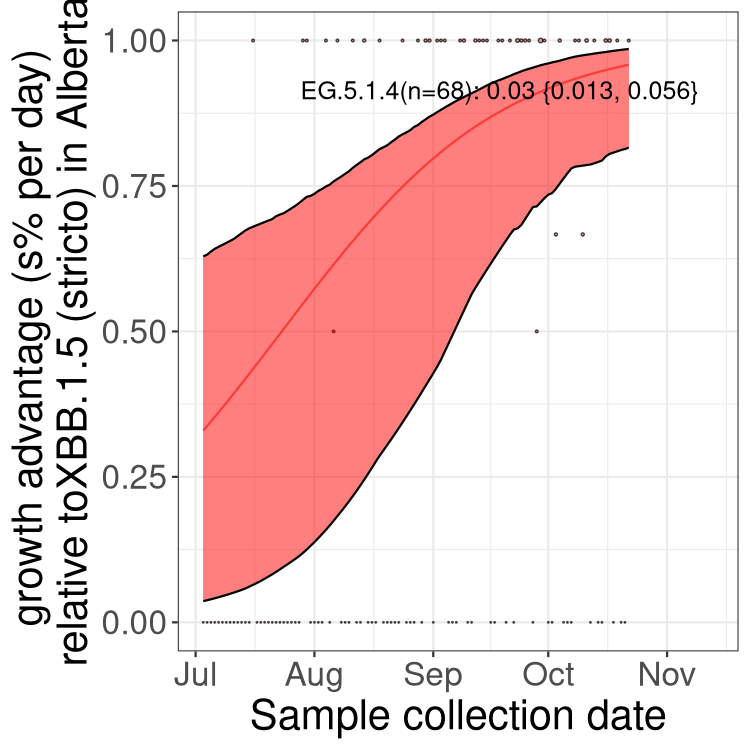 growth advantage (s% per day)
relative toXBB.1.5 (stricto) in Alberta
1.00
0.75
0.50
0.25
0.00
EG.5.1.4(n=68): 0.03 {0.013, 0.056}
Jul Aug Sep Oct Nov
Sample collection date